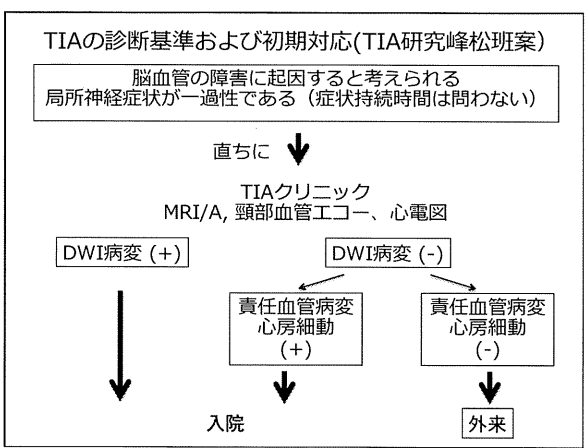 TIAの診断基準および初期対応(TIA研究峰松班案）
脳血管の障害に起因すると考えられる
局所神経症状が一過性である（症状持続時間は問わない）
直ちに
TIAクリニック
MRI/A, 頸部血管エコー、心電図
DWI病変 (+)
DWI病変 (-)
責任血管病変
心房細動
(+)
責任血管病変
心房細動
(-)
入院
外来